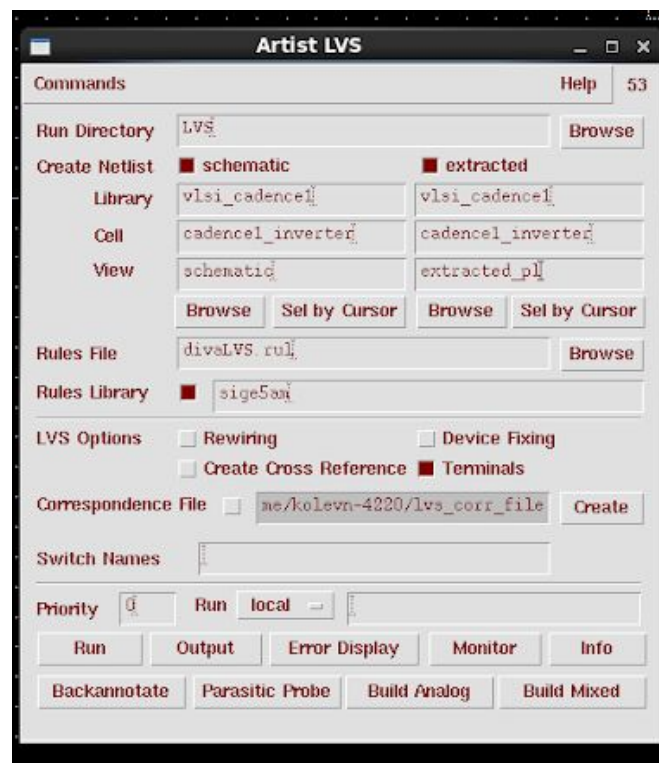 Artist LVS
Commands Help 53
Run Directory LVS Browse
Create Netlist schematic extracted
Library vlsi_cadence1 vlsi_cadence1
Cell cadence1_inverter cadence1_inverter
View schematic extracted_pl
Browse Sel by Cursor Browse Sel by Cursor
Rules File divaLVS.rul Browse
Rules Library sige5am
LVS Options Rewiring Device Fixing
Create Cross Reference Terminals
Correspondence File me/kolevn-4220/lvs_corr_file Create
Switch Names
Priority 0 Run local
Run Output Error Display Monitor Info
Backannotate Parasitic Probe Build Analog Build Mixed